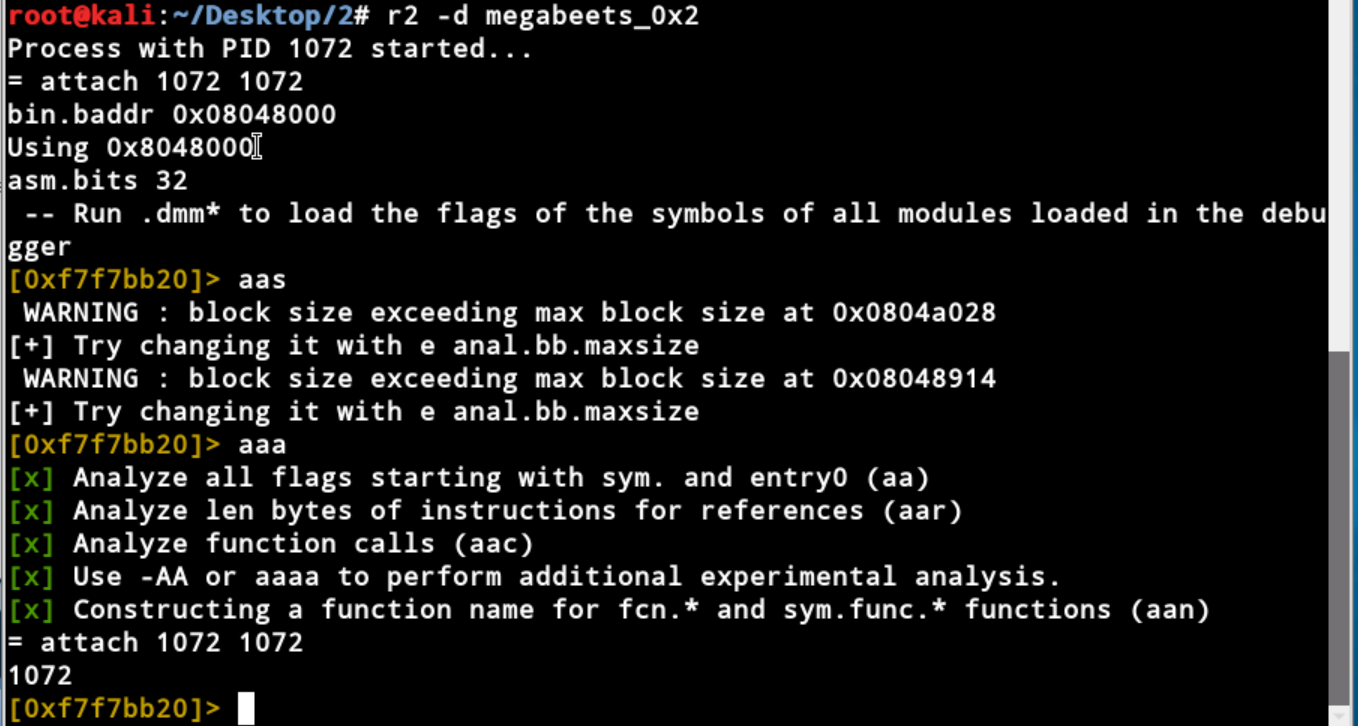 root@kali:~/Desktop/2# r2 -d megabeets_0x2
Process with PID 1072 started...
= attach 1072 1072
bin.baddr 0x08048000
Using 0x8048000
asm.bits 32
 -- Run .dmm* to load the flags of the symbols of all modules loaded in the debu
gger
[0xf7f7bb20]> aas
 WARNING : block size exceeding max block size at 0x0804a028
[+] Try changing it with e anal.bb.maxsize
 WARNING : block size exceeding max block size at 0x08048914
[+] Try changing it with e anal.bb.maxsize
[0xf7f7bb20]> aaa
[x] Analyze all flags starting with sym. and entry0 (aa)
[x] Analyze len bytes of instructions for references (aar)
[x] Analyze function calls (aac)
[x] Use -AA or aaaa to perform additional experimental analysis.
[x] Constructing a function name for fcn.* and sym.func.* functions (aan)
= attach 1072 1072
1072
[0xf7f7bb20]>